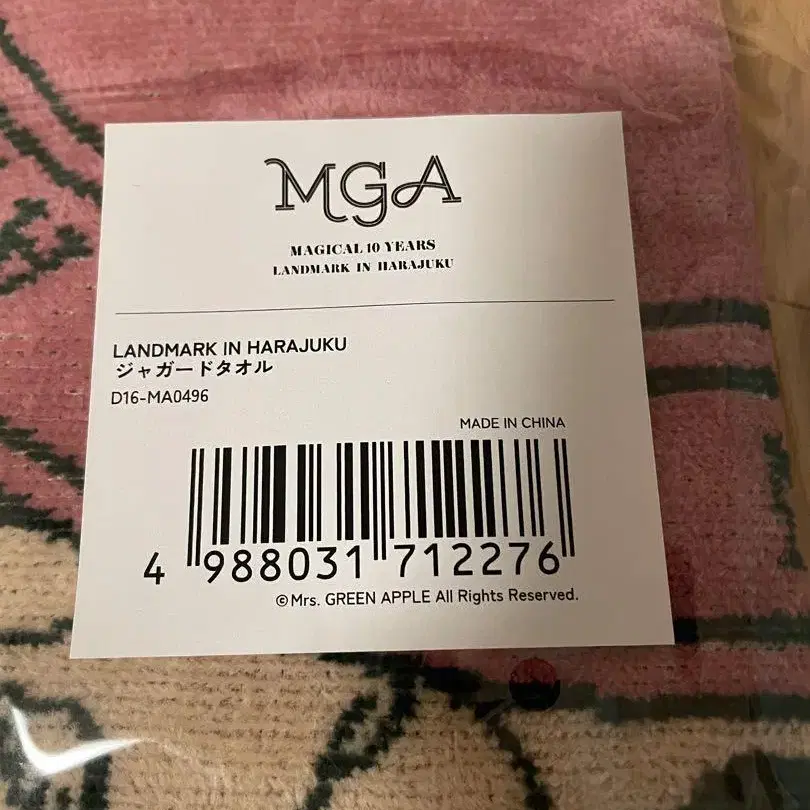 MGA
MAGICAL 10 YEARS
LANDMARK IN HARAJUKU
LANDMARK IN HARAJUKU
ジャガードタオル
D16-MA0496
MADE IN CHINA
4 988031 712276
©Mrs. GREEN APPLE All Rights Reserved.